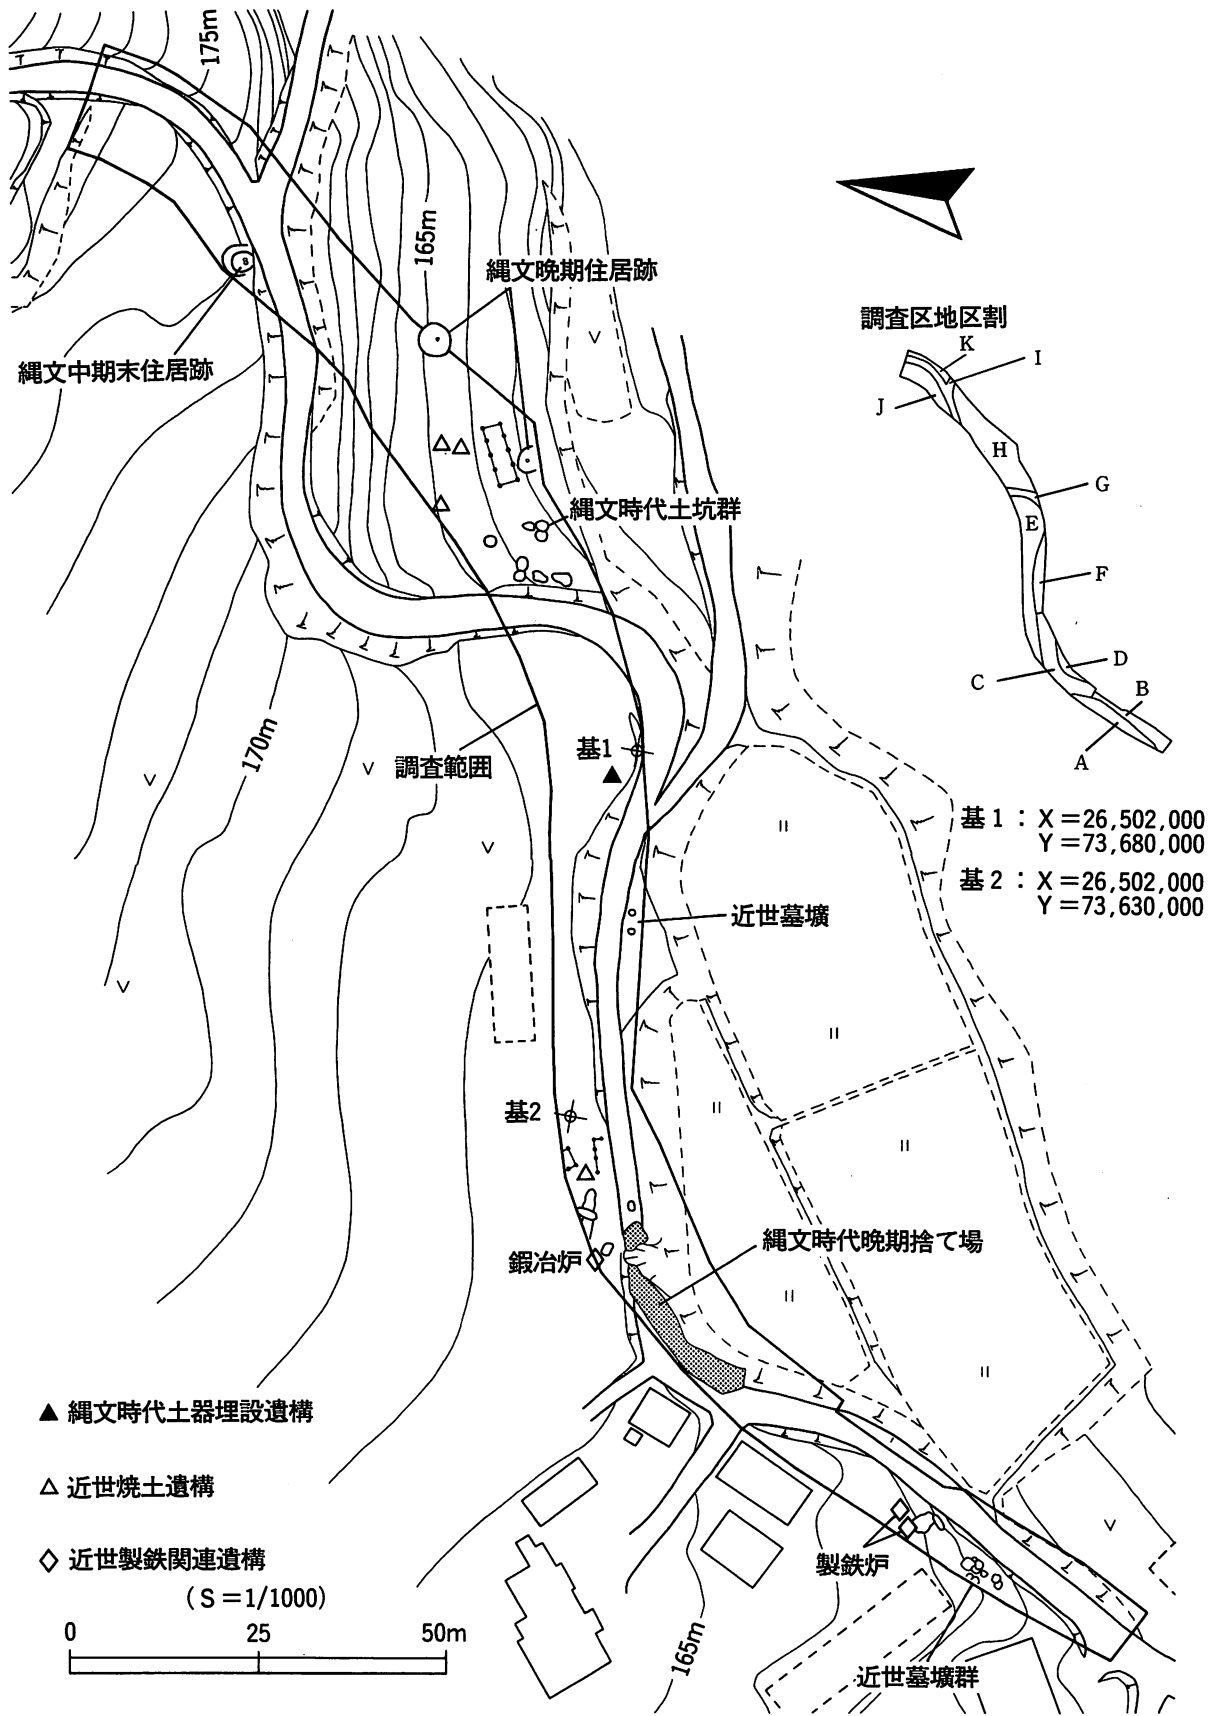 175m
165m
縄文晩期住居跡
縄文中期末住居跡
調査区地区割
K
I
J
H
G
E
F
D
C
B
A
縄文時代土坑群
170m
調査範囲
基1
基1：X＝26,502,000
Y＝73,680,000
基2：X＝26,502,000
Y＝73,630,000
近世墓壙
基2
縄文時代晩期捨て場
鍛冶炉
▲ 縄文時代土器埋設遺構
△ 近世焼土遺構
◇ 近世製鉄関連遺構
（S＝1/1000）
0 25 50m
製鉄炉
165m
近世墓壙群